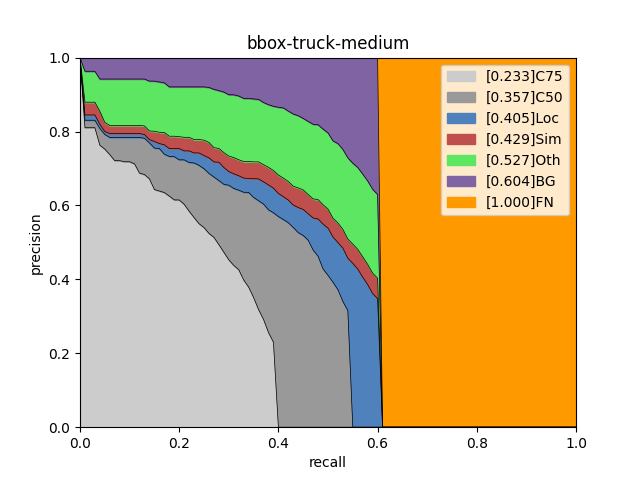 bbox-truck-medium
1.0
0.8
0.6
0.4
0.2
0.0
precision
[0.233]C75
[0.357]C50
[0.405]Loc
[0.429]Sim
[0.527]Oth
[0.604]BG
[1.000]FN
0.0 0.2 0.4 0.6 0.8 1.0
recall